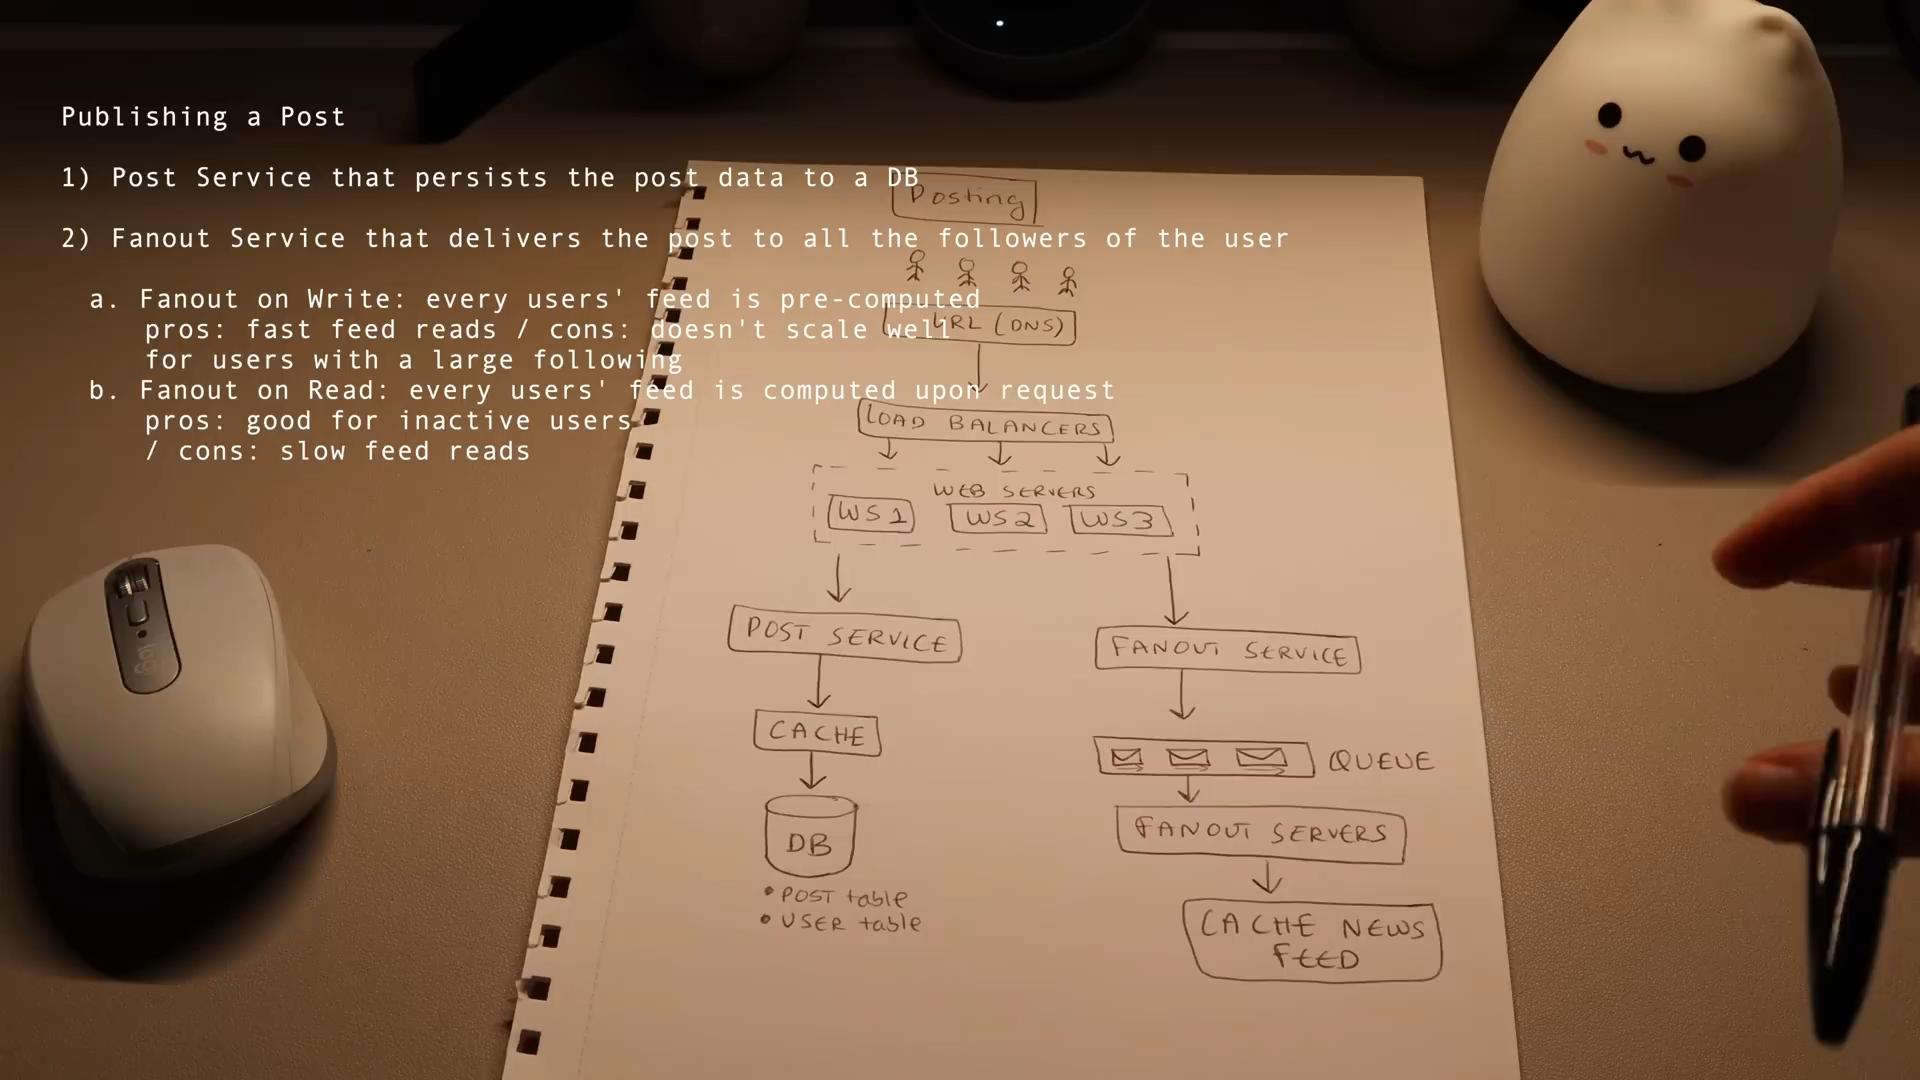 Publishing a Post
1) Post Service that persists the post data to a DB
2) Fanout Service that delivers the post to all the followers of the user
a. Fanout on Write: every users' feed is pre-computed
pros: fast feed reads / cons: doesn't scale well
for users with a large following
b. Fanout on Read: every users' feed is computed upon request
pros: good for inactive users
/ cons: slow feed reads
Posting
URL (DNS)
LOAD BALANCERS
WEB SERVERS
WS1 WS2 WS3
POST SERVICE
FANOUT SERVICE
CACHE
QUEUE
FANOUT SERVERS
DB
• POST table
• USER table
CACHE NEWS
FEED
logi